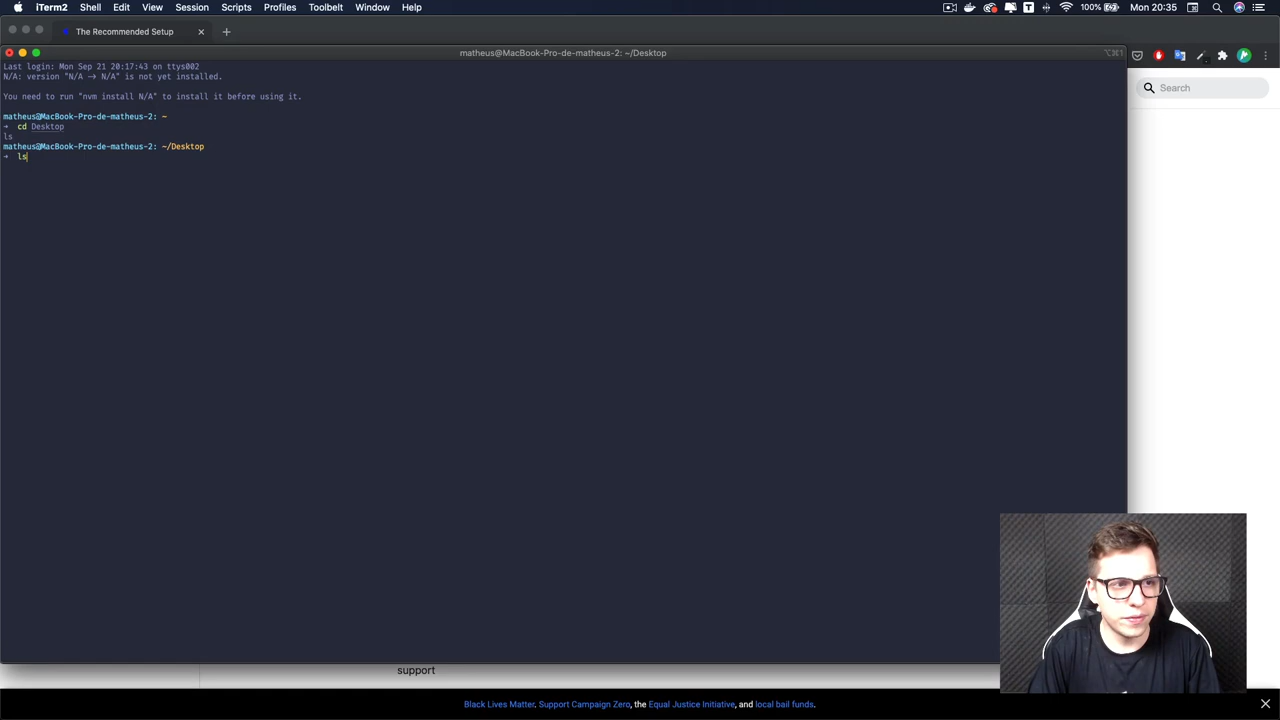 iTerm2 Shell Edit View Session Scripts Profiles Toolbelt Window Help 100% Mon 20:35
The Recommended Setup
matheus@MacBook-Pro-de-matheus-2: ~/Desktop
⌥⌘1
Last login: Mon Sep 21 20:17:43 on ttys002
N/A: version "N/A -> N/A" is not yet installed.
You need to run "nvm install N/A" to install it before using it.
matheus@MacBook-Pro-de-matheus-2: ~
→ cd Desktop
ls
matheus@MacBook-Pro-de-matheus-2: ~/Desktop
→ ls
Search
support
Black Lives Matter. Support Campaign Zero, the Equal Justice Initiative, and local bail funds.